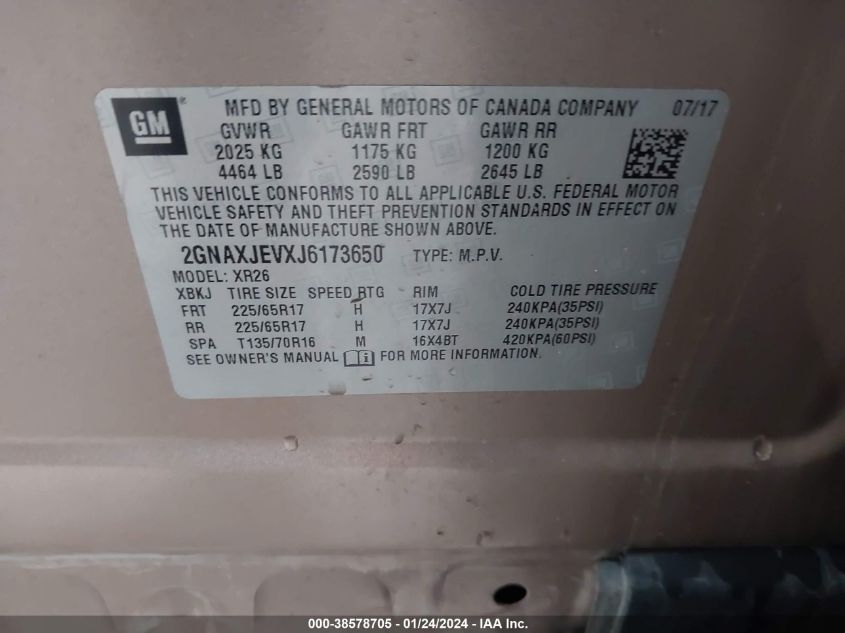 GM ® MFD BY GENERAL MOTORS OF CANADA COMPANY 07/17
GVWR GAWR FRT GAWR RR
2025 KG 1175 KG 1200 KG
4464 LB 2590 LB 2645 LB
THIS VEHICLE CONFORMS TO ALL APPLICABLE U.S. FEDERAL MOTOR
VEHICLE SAFETY AND THEFT PREVENTION STANDARDS IN EFFECT ON
THE DATE OF MANUFACTURE SHOWN ABOVE.
2GNAXJEVXJ6173650 TYPE: M.P.V.
MODEL: XR26
XBKJ TIRE SIZE SPEED RTG RIM COLD TIRE PRESSURE
FRT 225/65R17 H 17X7J 240KPA(35PSI)
RR 225/65R17 H 17X7J 240KPA(35PSI)
SPA T135/70R16 M 16X4BT 420KPA(60PSI)
SEE OWNER'S MANUAL FOR MORE INFORMATION.
000-38578705 - 01/24/2024 - IAA Inc.